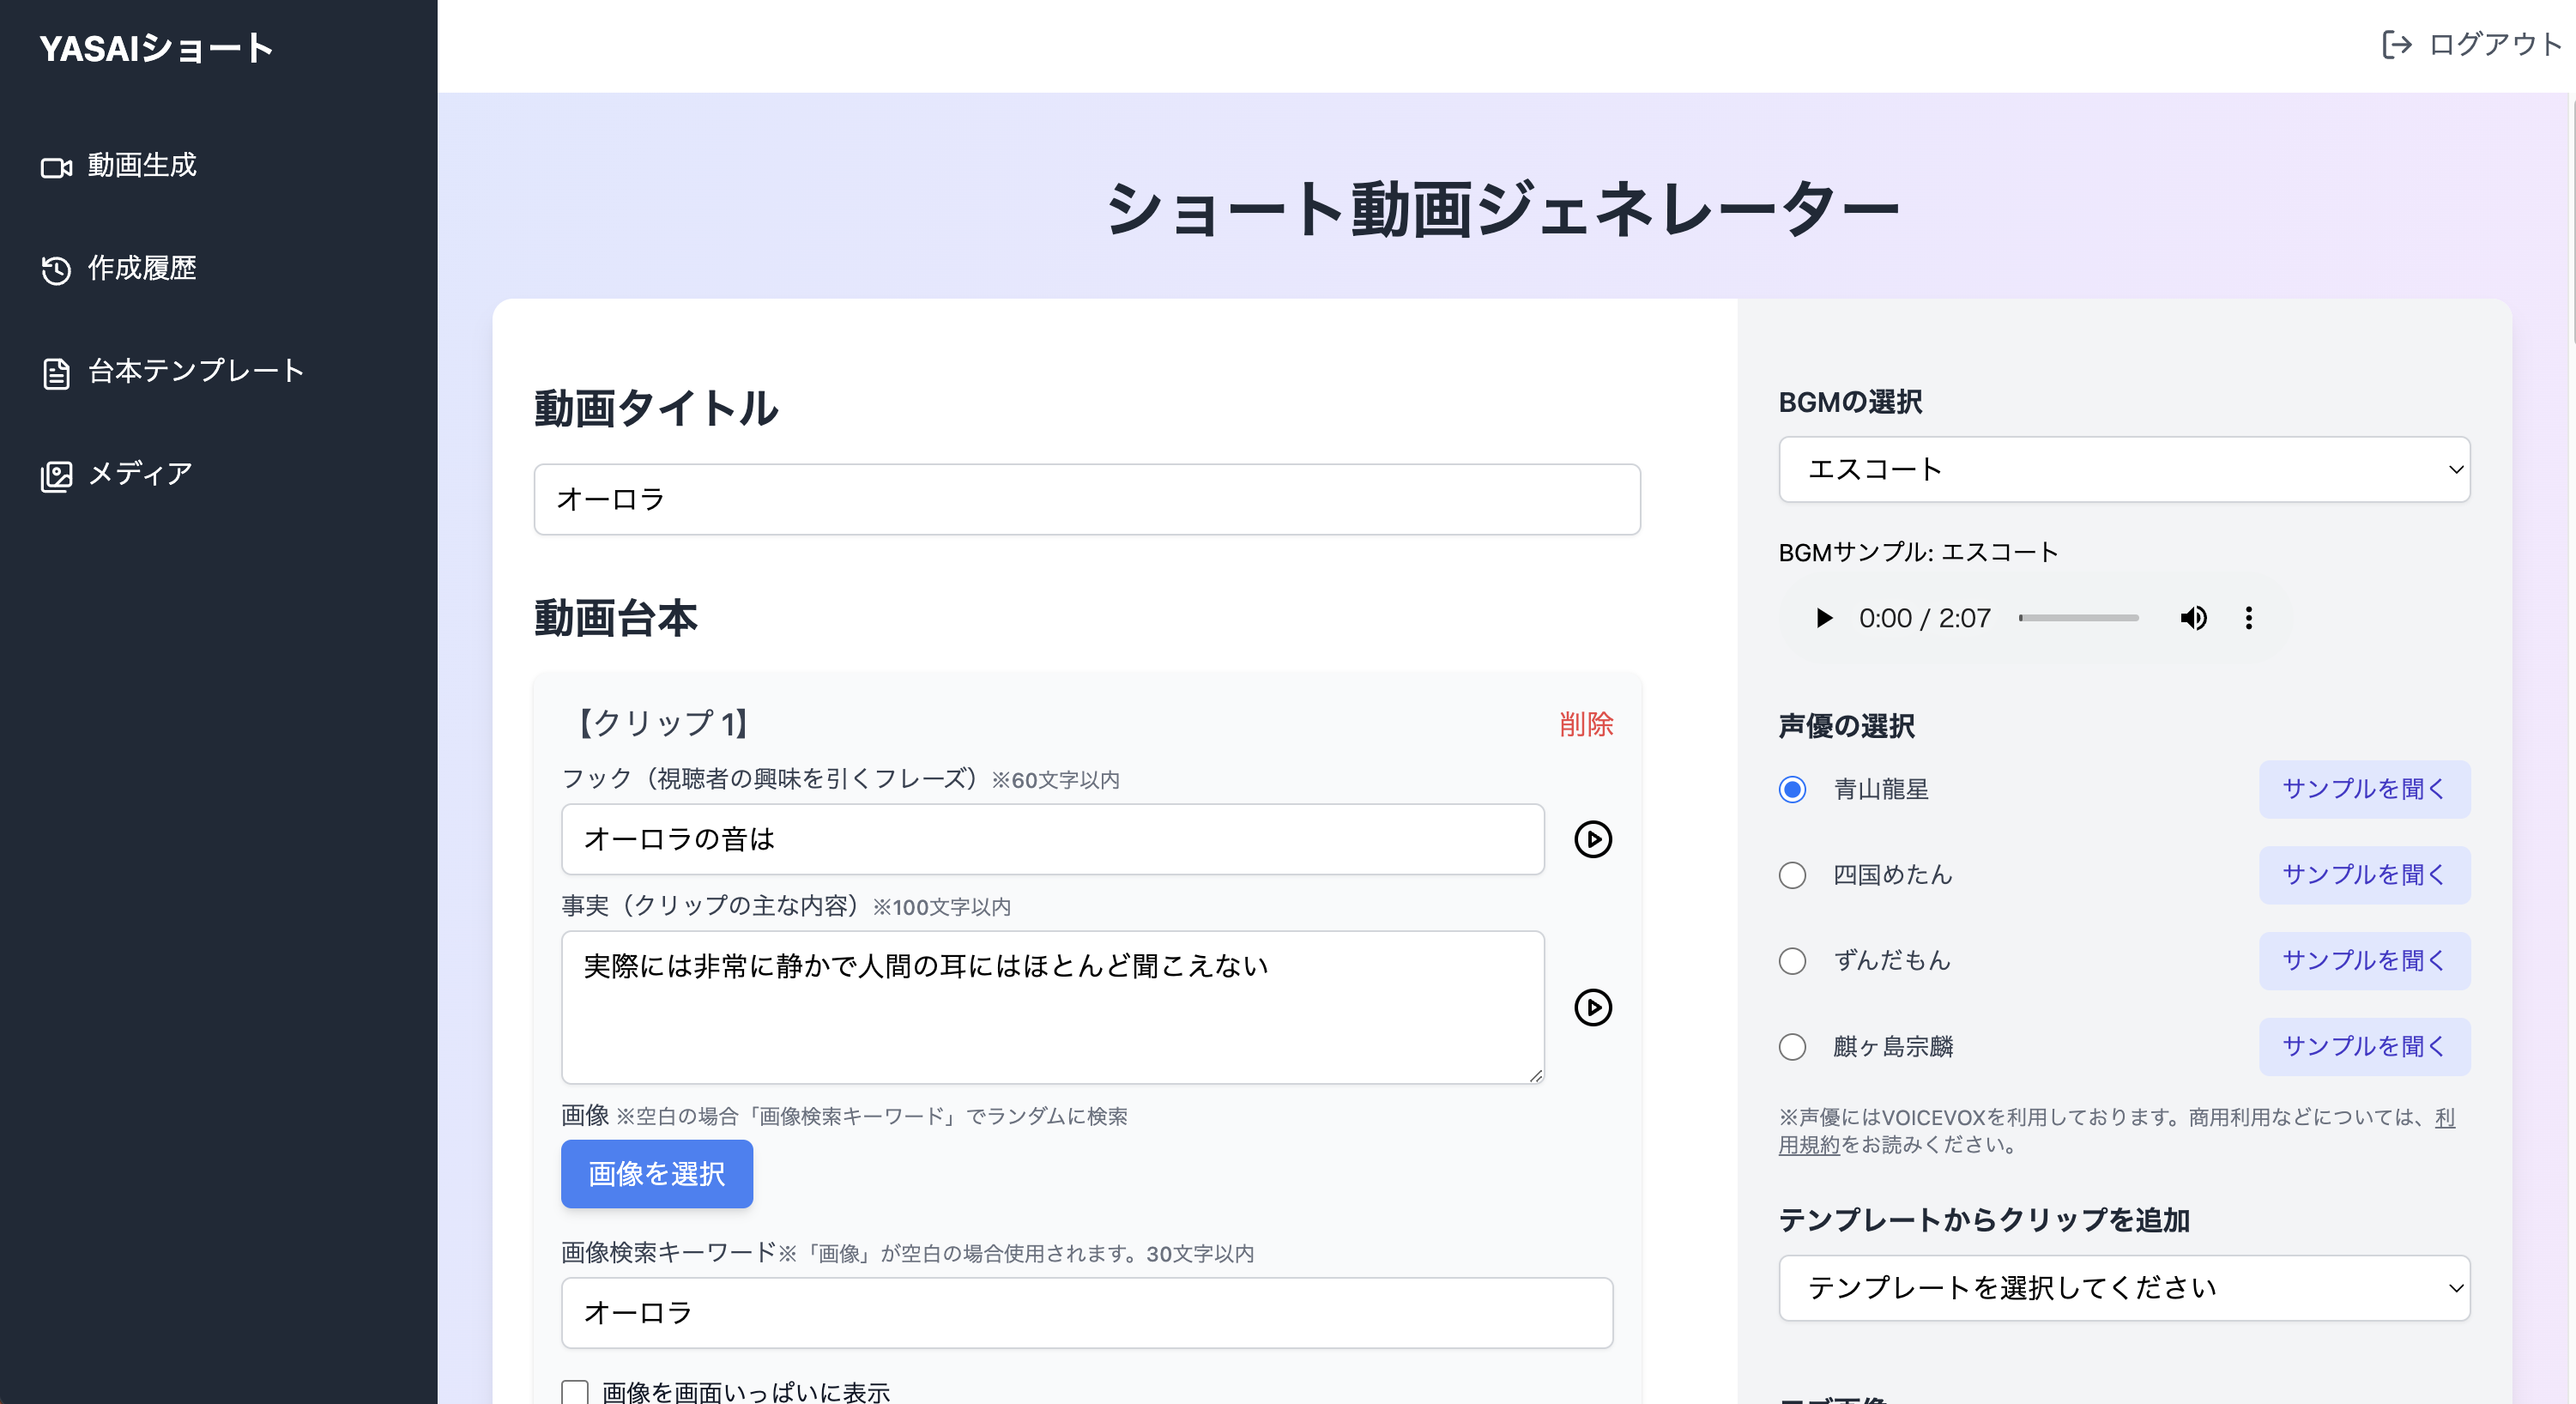 YASAIショート
動画生成
作成履歴
台本テンプレート
メディア
ログアウト
ショート動画ジェネレーター
動画タイトル
オーロラ
動画台本
【クリップ 1】
削除
フック（視聴者の興味を引くフレーズ）※60文字以内
オーロラの音は
事実（クリップの主な内容）※100文字以内
実際には非常に静かで人間の耳にはほとんど聞こえない
画像 ※空白の場合「画像検索キーワード」でランダムに検索
画像を選択
画像検索キーワード※「画像」が空白の場合使用されます。30文字以内
オーロラ
画像を画面いっぱいに表示
BGMの選択
エスコート
BGMサンプル: エスコート
0:00 / 2:07
声優の選択
青山龍星
サンプルを聞く
四国めたん
サンプルを聞く
ずんだもん
サンプルを聞く
麒ヶ島宗麟
サンプルを聞く
※声優にはVOICEVOXを利用しております。商用利用などについては、利
用規約をお読みください。
テンプレートからクリップを追加
テンプレートを選択してください